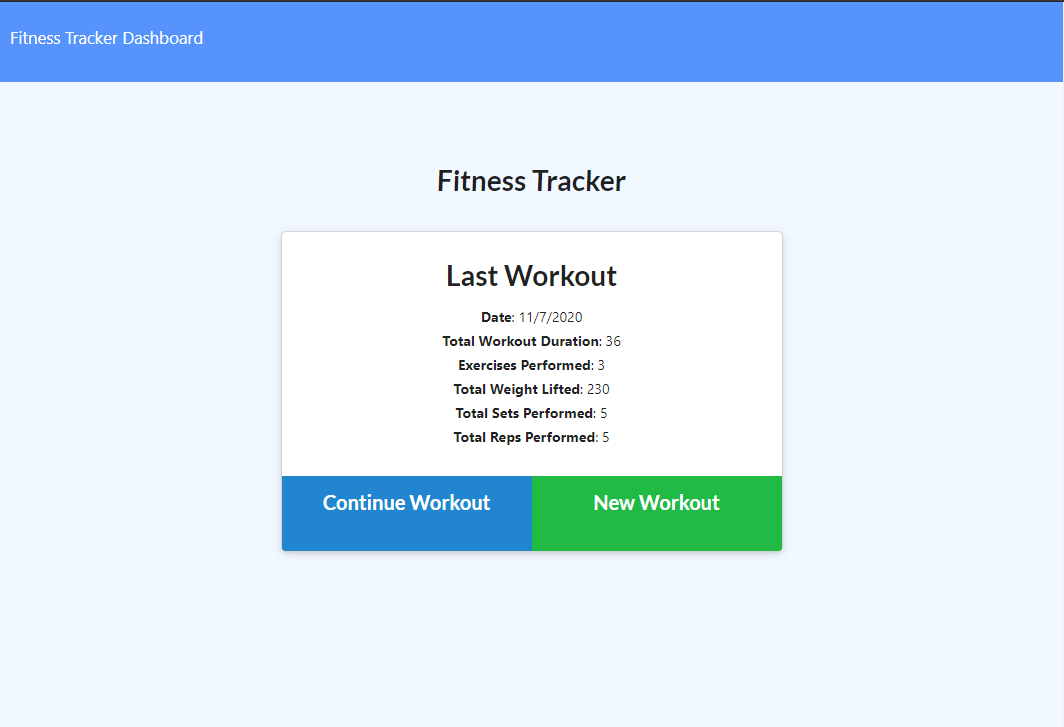 Fitness Tracker Dashboard
Fitness Tracker
Last Workout
Date: 11/7/2020
Total Workout Duration: 36
Exercises Performed: 3
Total Weight Lifted: 230
Total Sets Performed: 5
Total Reps Performed: 5
Continue Workout New Workout